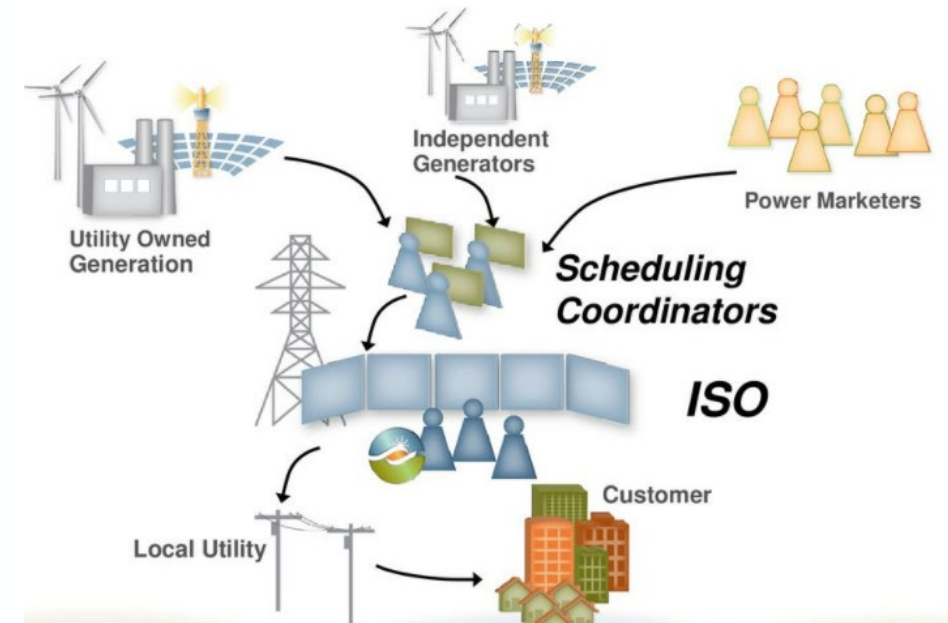 Independent
Generators
Power Marketers
Utility Owned
Generation
Scheduling
Coordinators
ISO
Customer
Local Utility